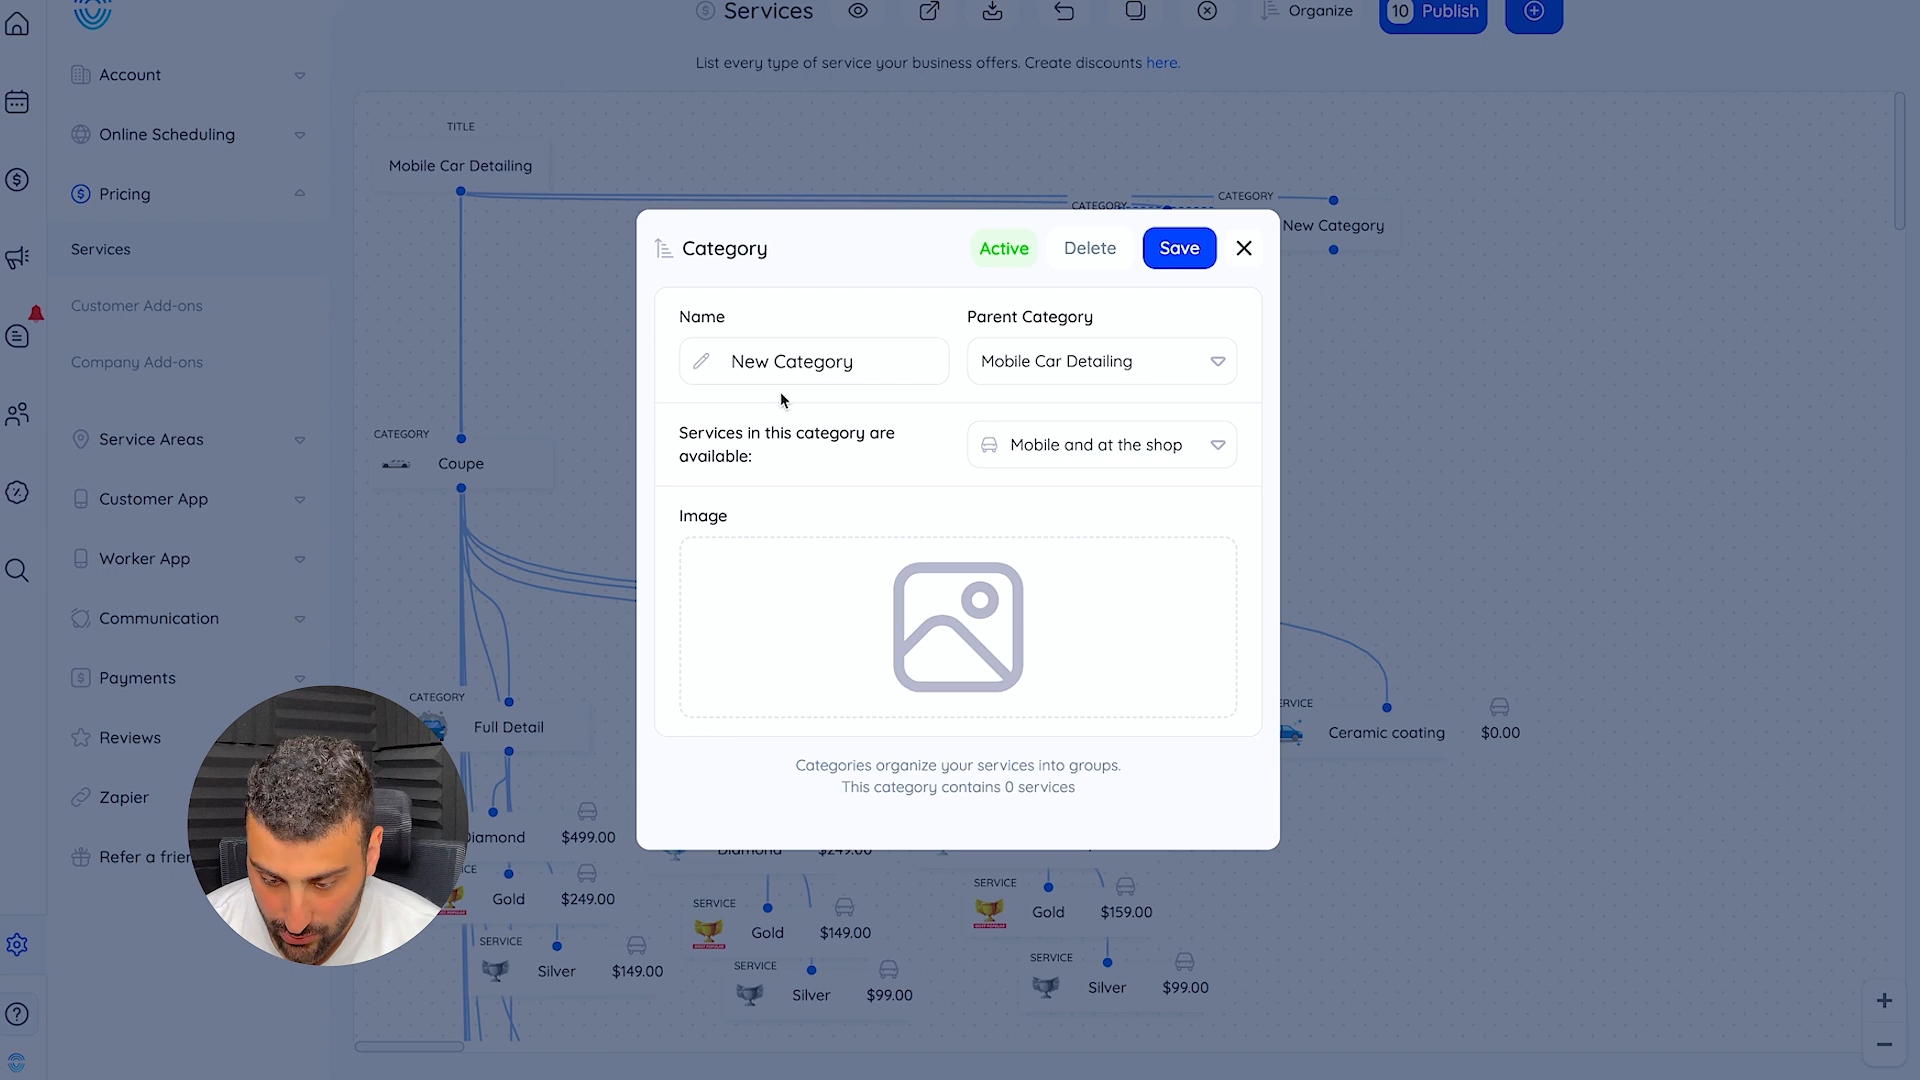 Services
Organize
10 Publish
List every type of service your business offers. Create discounts here.
Account
Online Scheduling
Pricing
Services
Customer Add-ons
Company Add-ons
Service Areas
Customer App
Worker App
Communication
Payments
Reviews
Zapier
Refer a frie
TITLE
Mobile Car Detailing
CATEGORY
CATEGORY
New Category
CATEGORY
Coupe
CATEGORY
Full Detail
Diamond $499.00
Gold $249.00
SERVICE
Silver $149.00
Diamond $249.00
SERVICE
Gold $149.00
SERVICE
Silver $99.00
SERVICE
Gold $159.00
SERVICE
Silver $99.00
Ceramic coating $0.00
Category
Active
Delete
Save
Name
Parent Category
New Category
Mobile Car Detailing
Services in this category are
available:
Mobile and at the shop
Image
Categories organize your services into groups.
This category contains 0 services